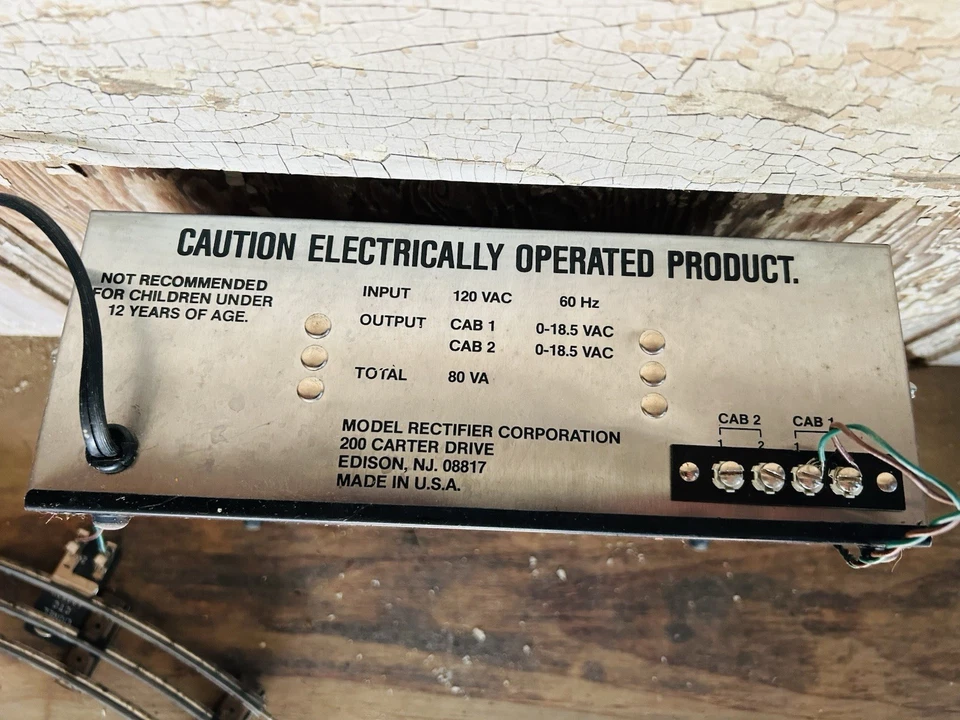 CAUTION ELECTRICALLY OPERATED PRODUCT.
NOT RECOMMENDED
FOR CHILDREN UNDER
12 YEARS OF AGE.
INPUT 120 VAC 60 Hz
OUTPUT CAB 1 0-18.5 VAC
CAB 2 0-18.5 VAC
TOTAL 80 VA
MODEL RECTIFIER CORPORATION
200 CARTER DRIVE
EDISON, NJ. 08817
MADE IN U.S.A.
CAB 2 CAB 1
1 2 1